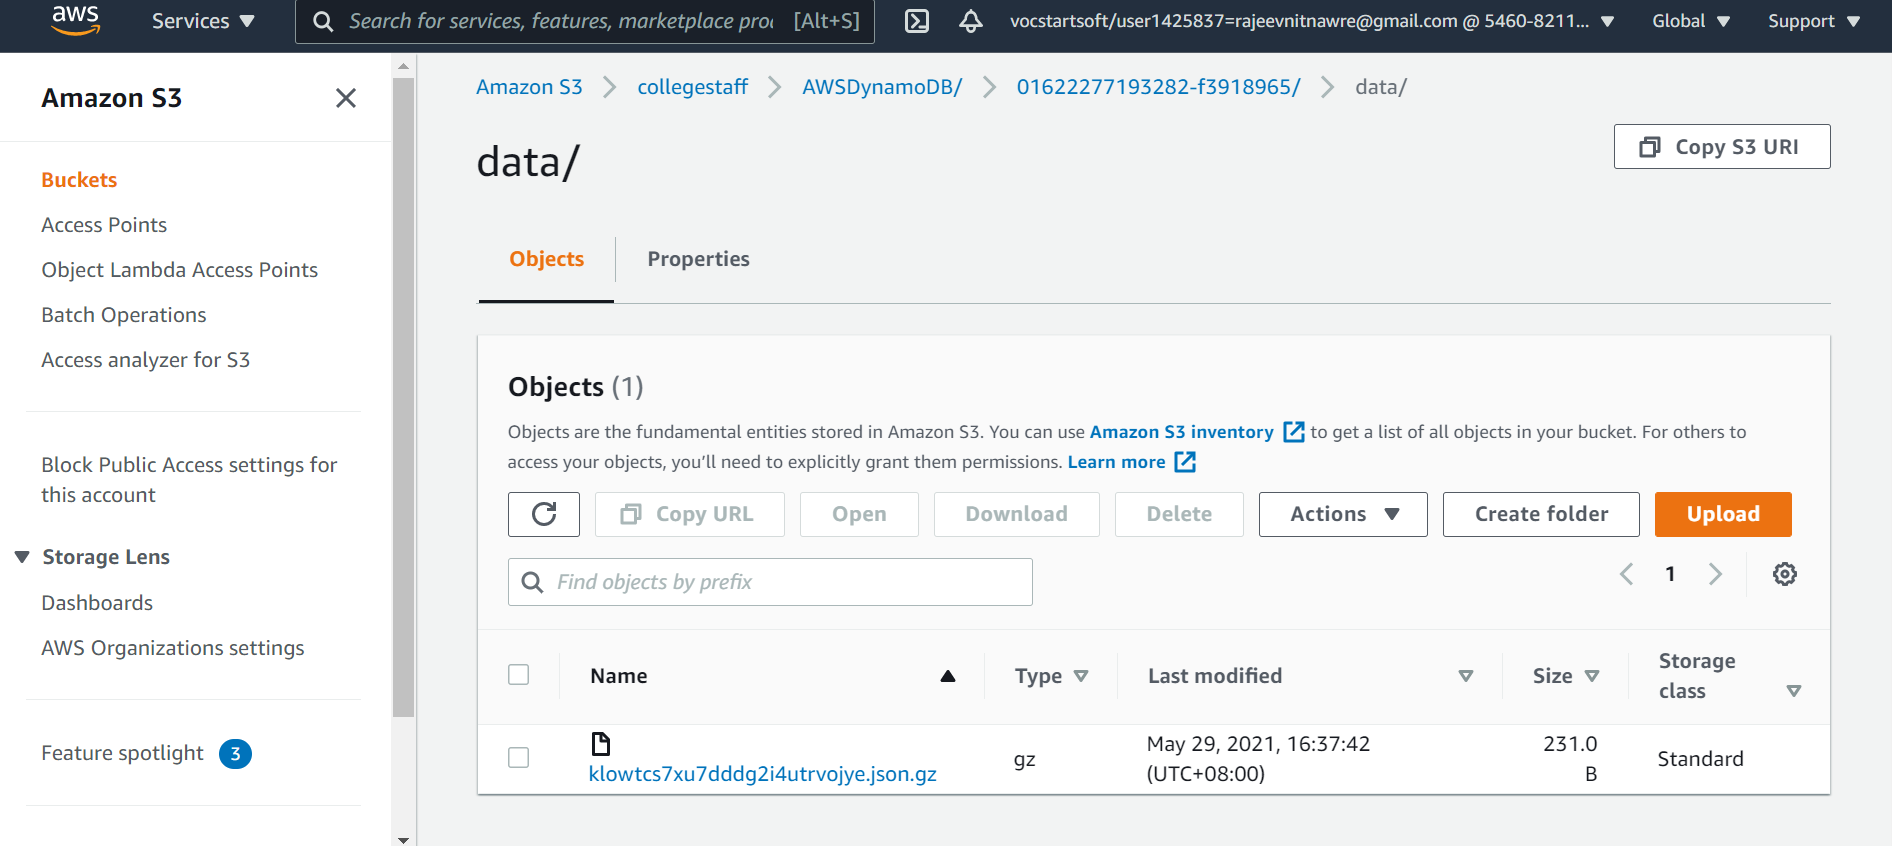 aws
Services
Search for services, features, marketplace proc [Alt+S]
vocstartsoft/user1425837=rajeevnitnawre@gmail.com @ 5460-8211...
Global
Support
Amazon S3
Buckets
Access Points
Object Lambda Access Points
Batch Operations
Access analyzer for S3
Block Public Access settings for
this account
Storage Lens
Dashboards
AWS Organizations settings
Feature spotlight 3
Amazon S3 collegestaff AWSDynamoDB/ 01622277193282-f3918965/ data/
data/
Copy S3 URI
Objects Properties
Objects (1)
Objects are the fundamental entities stored in Amazon S3. You can use Amazon S3 inventory to get a list of all objects in your bucket. For others to
access your objects, you’ll need to explicitly grant them permissions. Learn more
Copy URL Open Download Delete Actions Create folder Upload
Find objects by prefix
1
Name Type Last modified Size Storage
class
klowtcs7xu7dddg2i4utrvojye.json.gz
gz
May 29, 2021, 16:37:42
(UTC+08:00)
231.0
B
Standard